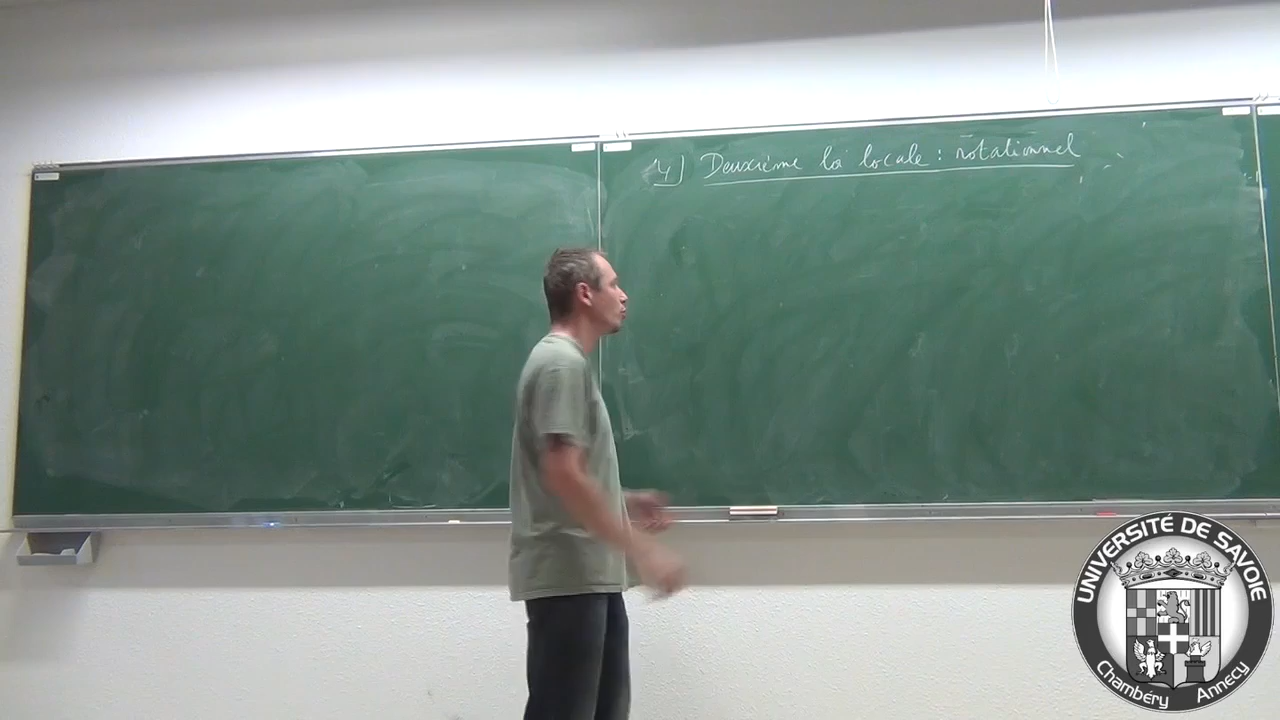 4) Deuxième loi locale : rotationnel
UNIVERSITÉ DE SAVOIE
Chambéry Annecy